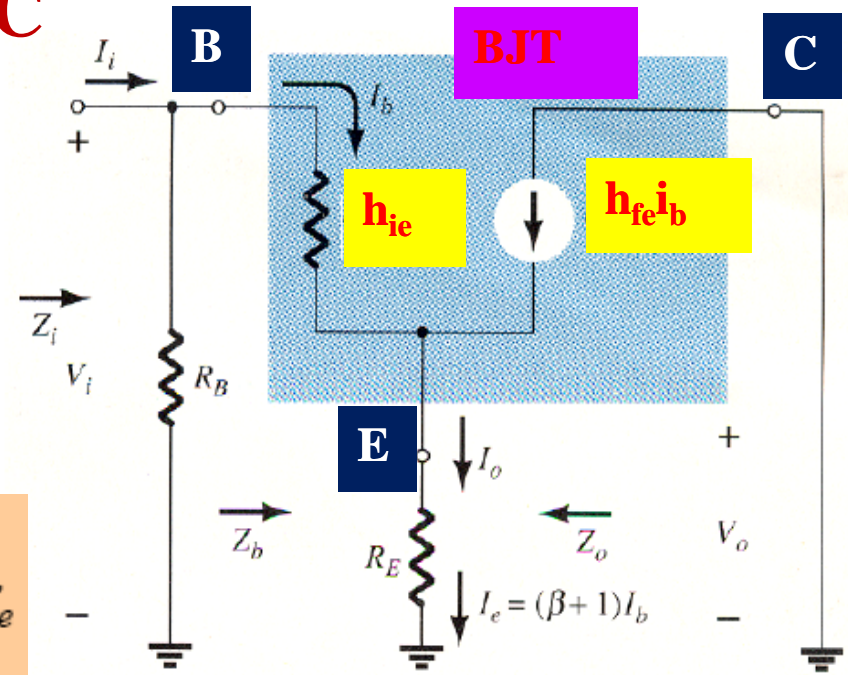 C
I_i
B
BJT
C
I_b
+
h_ie
h_fe i_b
Z_i
V_i
R_B
E
I_o
+
Z_b
R_E
Z_o
V_o
e
−
I_e = (β + 1)I_b
−